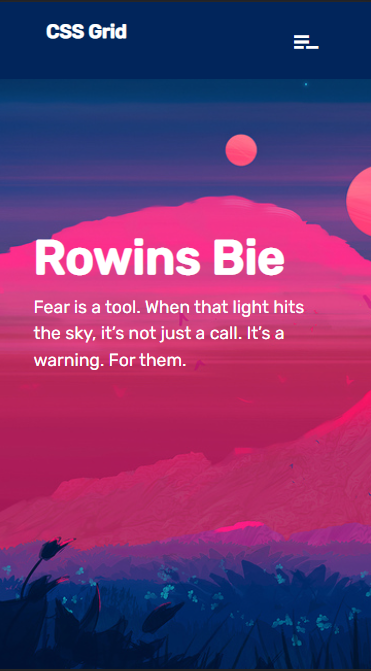 CSS Grid
Rowins Bie
Fear is a tool. When that light hits
the sky, it's not just a call. It's a
warning. For them.